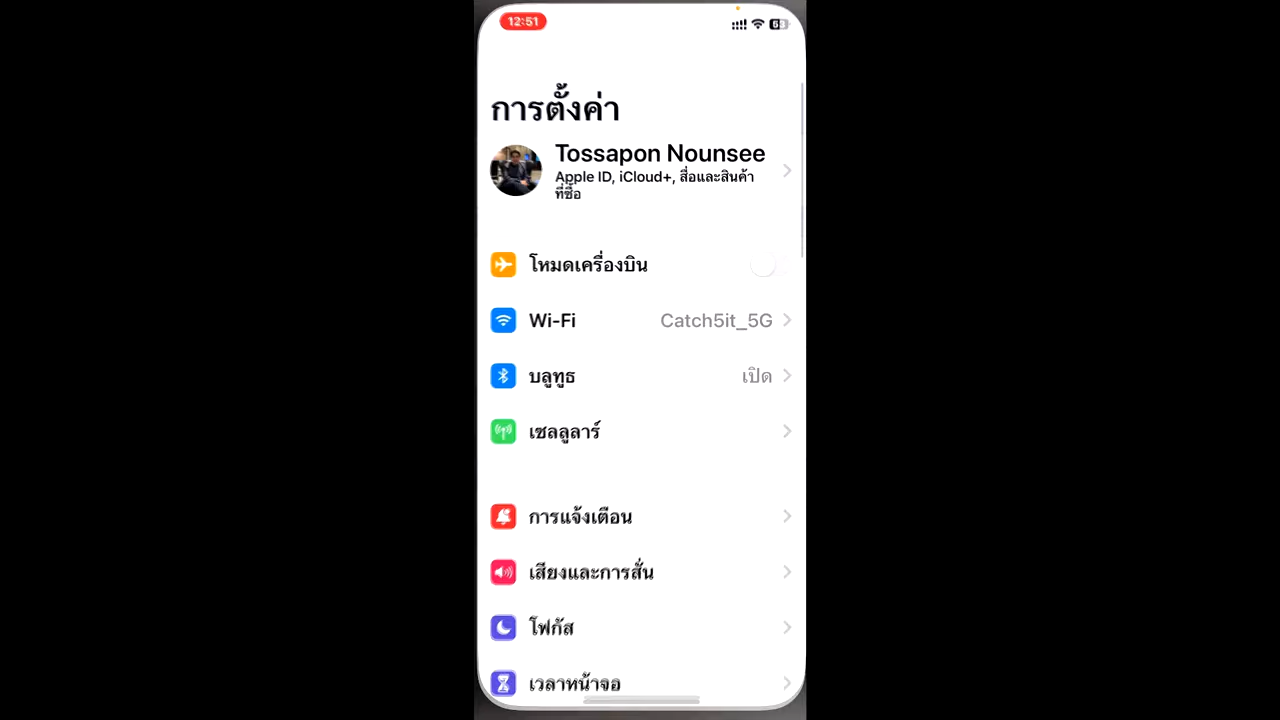 12:51
การตั้งค่า
Tossapon Nounsee
Apple ID, iCloud+, สื่อและสินค้า
ที่ซื้อ
โหมดเครื่องบิน
Wi-Fi Catch5it_5G
บลูทูธ เปิด
เซลลูลาร์
การแจ้งเตือน
เสียงและการสั่น
โฟกัส
เวลาหน้าจอ